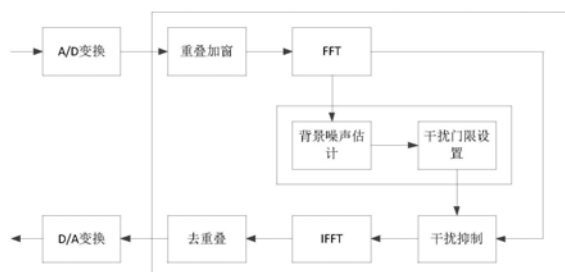 A/D变换
重叠加窗
FFT
背景噪声估
计
干扰门限设
置
D/A变换
去重叠
IFFT
干扰抑制